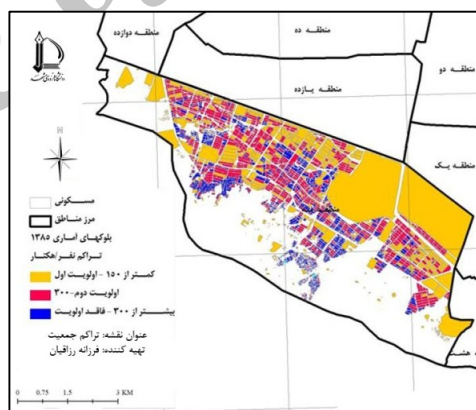 منطقه دوازده
منطقه ده
منطقه دو
منطقه یازده
منطقه یک
مسکونی
مرز مناطق
بلوکهای آماری ۱۳۸۵
تراکم نفر/هکتار
کمتر از ۱۵۰ - اولویت اول
اولویت دوم-۳۰۰
بیشتر از ۳۰۰ - فاقد اولویت
عنوان نقشه: تراکم جمعیت
تهیه کننده: فرزانه رزاقیان
0 0.75 1.5 3 KM